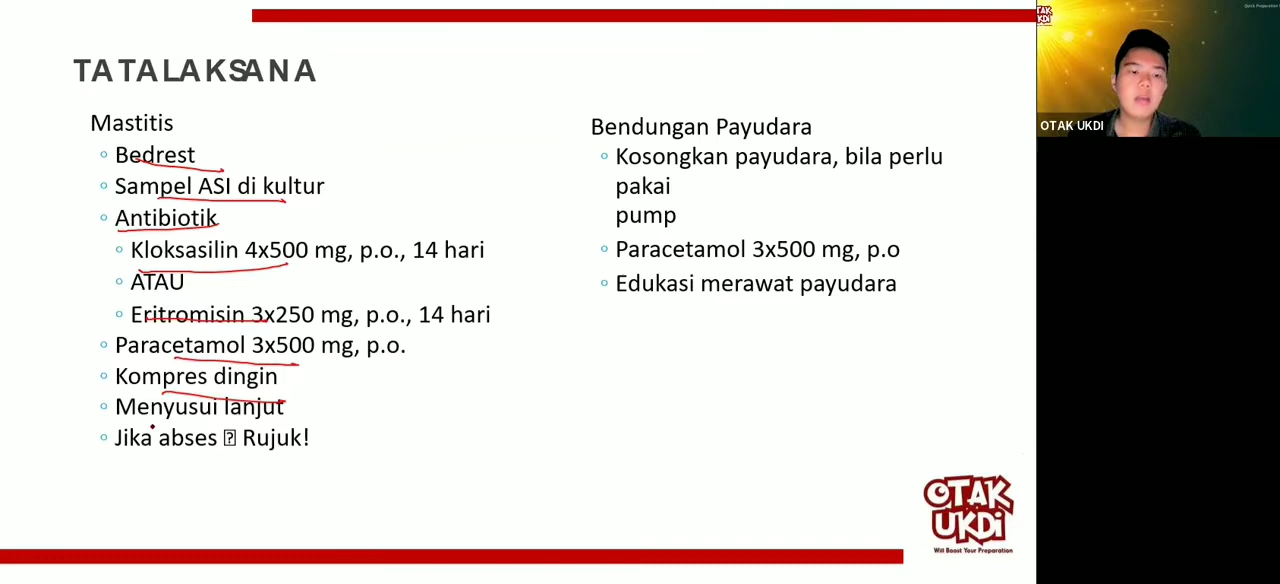 TATALAKSANA
Mastitis
Bedrest
Sampel ASI di kultur
Antibiotik
Kloksasilin 4x500 mg, p.o., 14 hari
ATAU
Eritromisin 3x250 mg, p.o., 14 hari
Paracetamol 3x500 mg, p.o.
Kompres dingin
Menyusui lanjut
Jika abses ⍰ Rujuk!
Bendungan Payudara
Kosongkan payudara, bila perlu
pakai
pump
Paracetamol 3x500 mg, p.o
Edukasi merawat payudara
OTAK
UKDi
Will Boost Your Preparation
TAK
KDi
OTAK UKDI